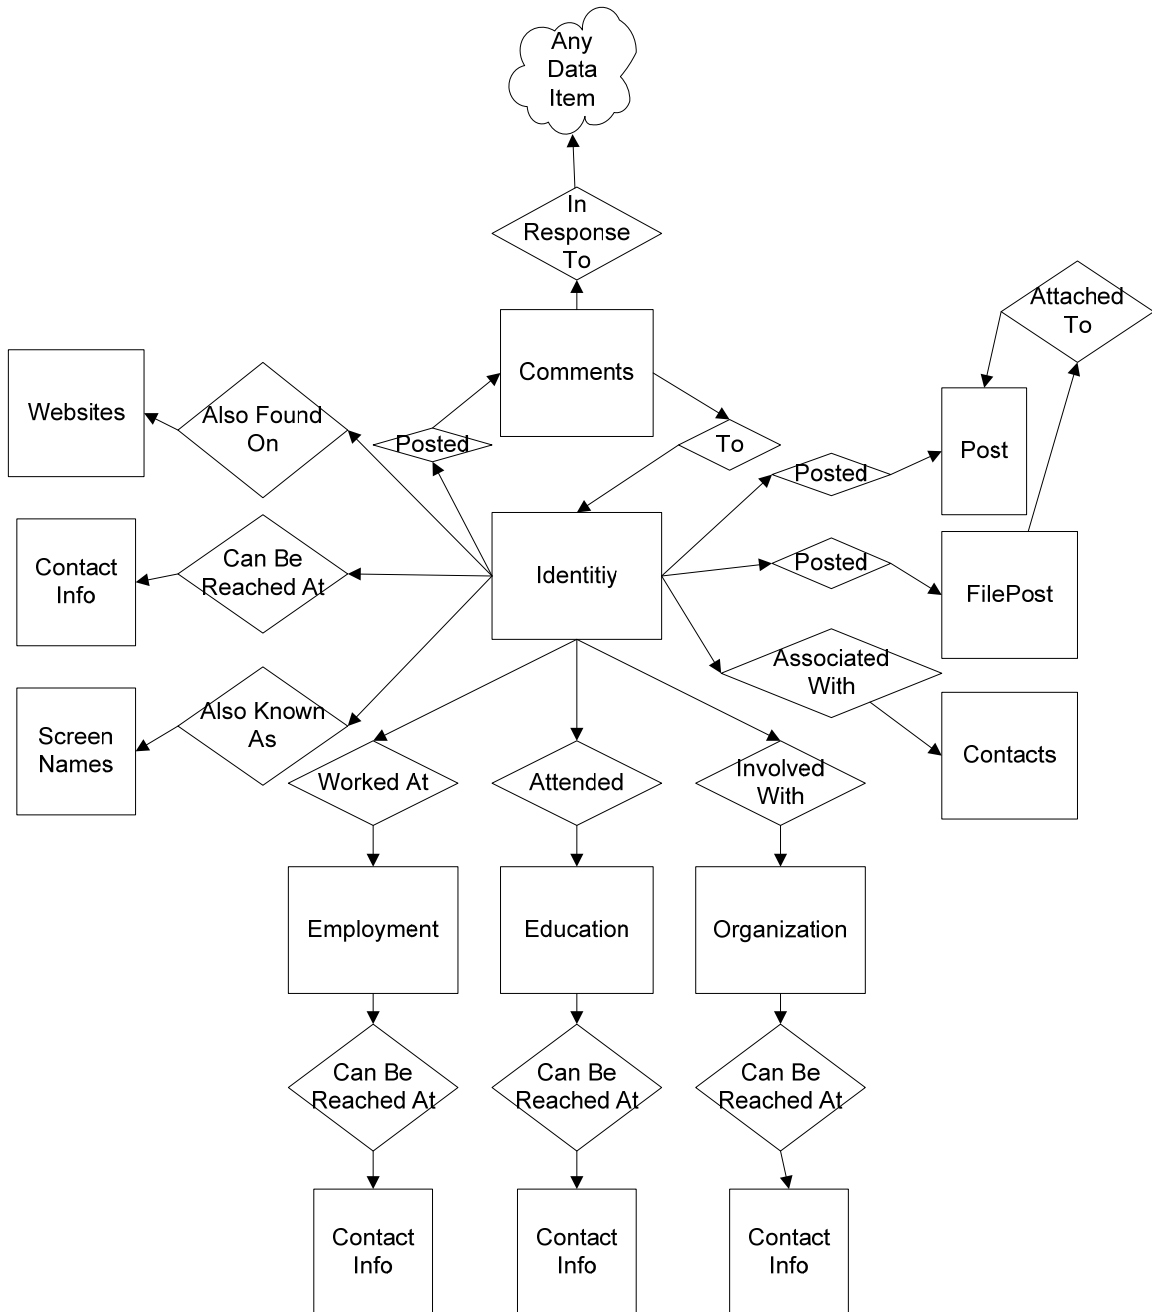 Any
Data
Item
In
Response
To
Attached
To
Comments
Websites
Also Found
On
Posted
To
Posted
Post
Contact
Info
Can Be
Reached At
Identitiy
Posted
FilePost
Associated
With
Screen
Names
Also Known
As
Contacts
Worked At
Attended
Involved
With
Employment
Education
Organization
Can Be
Reached At
Can Be
Reached At
Can Be
Reached At
Contact
Info
Contact
Info
Contact
Info